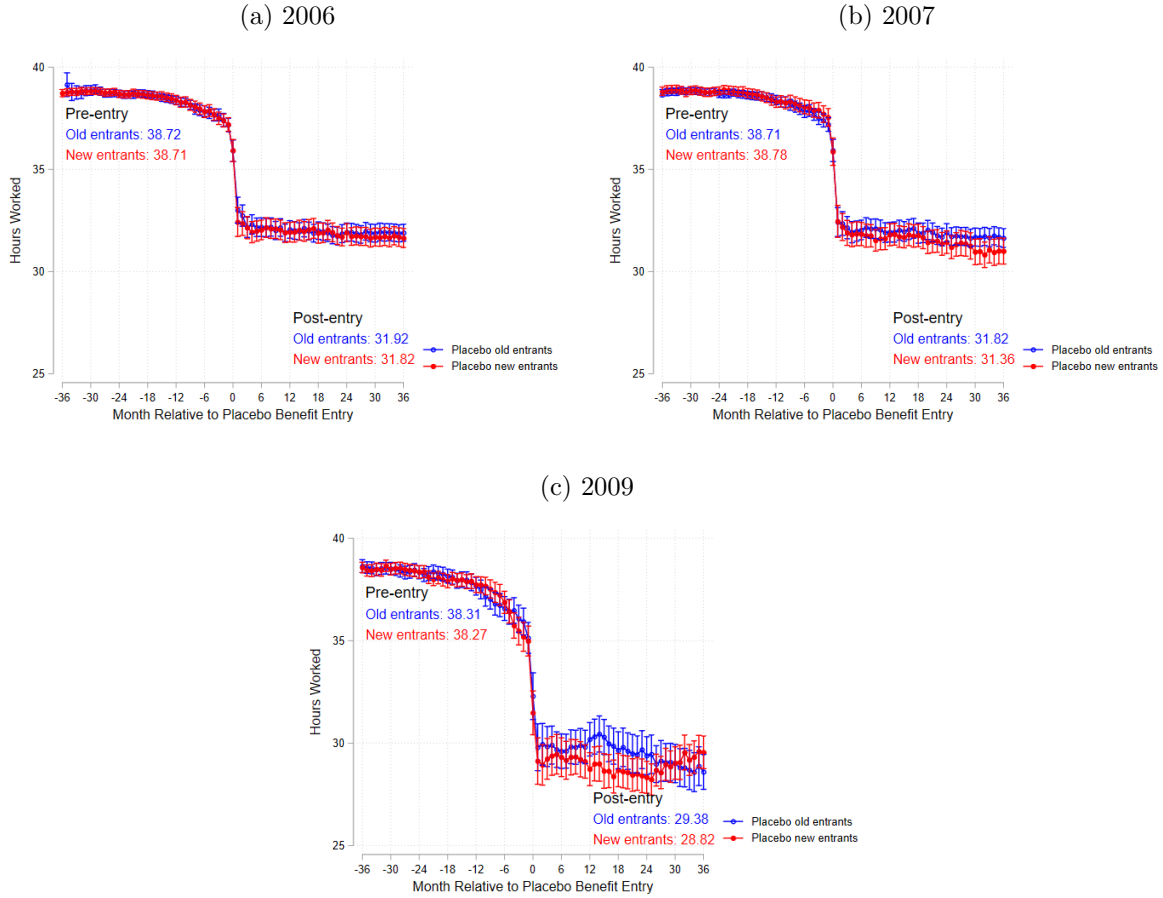 (a) 2006
40
35
30
25
Hours Worked
Pre-entry
Old entrants: 38.72
New entrants: 38.71
Post-entry
Old entrants: 31.92
New entrants: 31.82
Placebo old entrants
Placebo new entrants
-36 -30 -24 -18 -12 -6 0 6 12 18 24 30 36
Month Relative to Placebo Benefit Entry
(b) 2007
40
35
30
25
Hours Worked
Pre-entry
Old entrants: 38.71
New entrants: 38.78
Post-entry
Old entrants: 31.82
New entrants: 31.36
Placebo old entrants
Placebo new entrants
-36 -30 -24 -18 -12 -6 0 6 12 18 24 30 36
Month Relative to Placebo Benefit Entry
(c) 2009
40
35
30
25
Hours Worked
Pre-entry
Old entrants: 38.31
New entrants: 38.27
Post-entry
Old entrants: 29.38
New entrants: 28.82
Placebo old entrants
Placebo new entrants
-36 -30 -24 -18 -12 -6 0 6 12 18 24 30 36
Month Relative to Placebo Benefit Entry